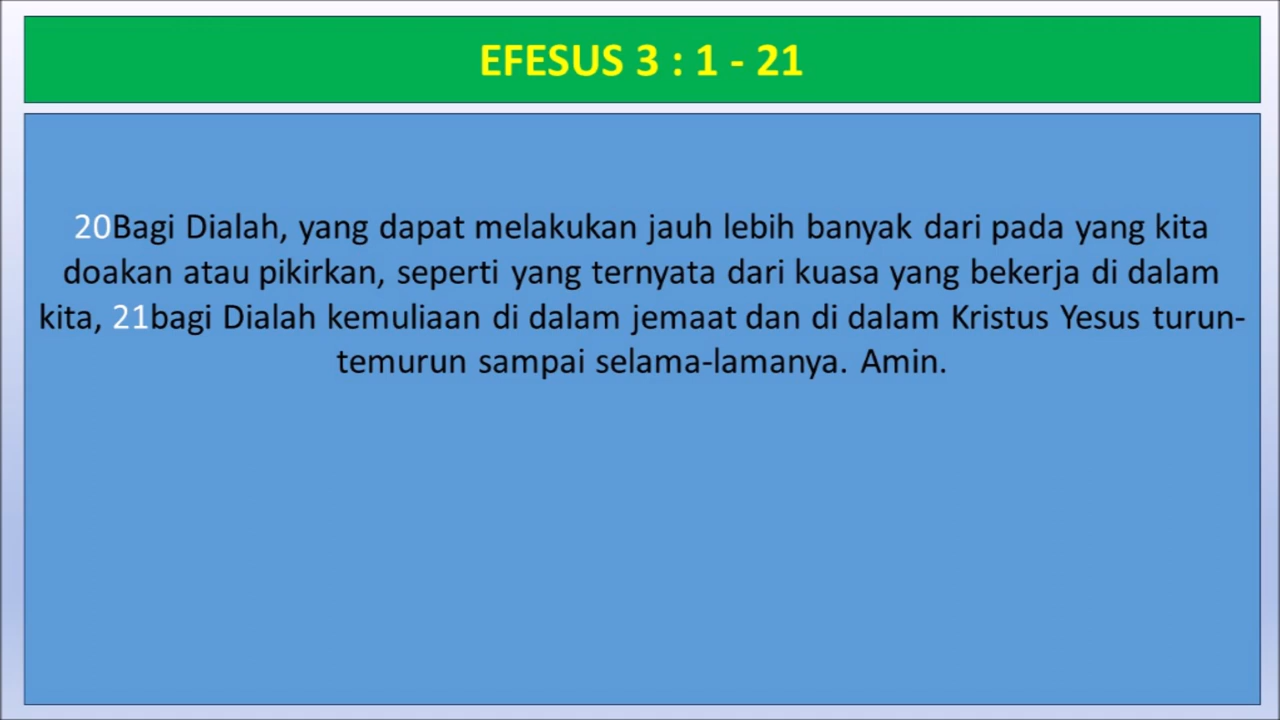 EFESUS 3 : 1 - 21
20Bagi Dialah, yang dapat melakukan jauh lebih banyak dari pada yang kita
doakan atau pikirkan, seperti yang ternyata dari kuasa yang bekerja di dalam
kita, 21bagi Dialah kemuliaan di dalam jemaat dan di dalam Kristus Yesus turun-
temurun sampai selama-lamanya. Amin.